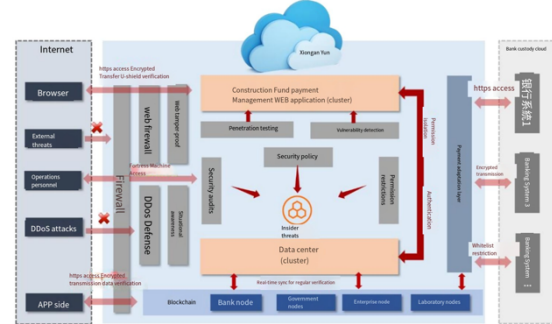 Internet
Xiongan Yun
Bank custody cloud
https access Encrypted
Transfer U-shield verification
Browser
External
threats
Operations
personnel
DDoS attacks
https access Encrypted
transmission data verification
APP side
Firewall
web firewall
Web tamper-proof
Fortress Machine
Access
DDos Defense
Situational
awareness
Construction Fund payment
Management WEB application (cluster)
Penetration testing
Vulnerability detection
Security policy
Security audits
Permission
restrictions
Insider
threats
Data center
(cluster)
Permission
Isolation
Authentication
Real-time sync for regular verification
Blockchain
Bank node
Government
nodes
Enterprise node
Laboratory nodes
Payment adaptation layer
https access
银行系统1
Encrypted
transmission
Banking System 3
Whitelist
restriction
Banking System
...